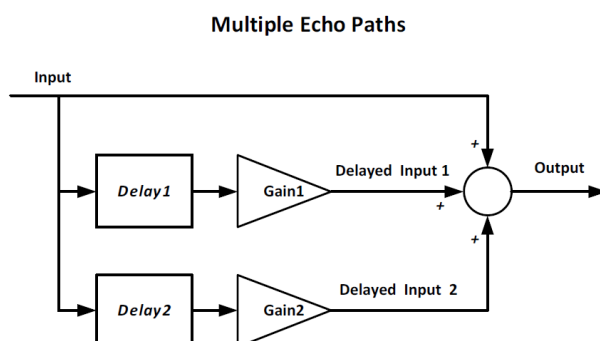 Multiple Echo Paths
Input
+
Delay1
Gain1
Delayed Input 1
+
Output
+
Delay2
Gain2
Delayed Input 2